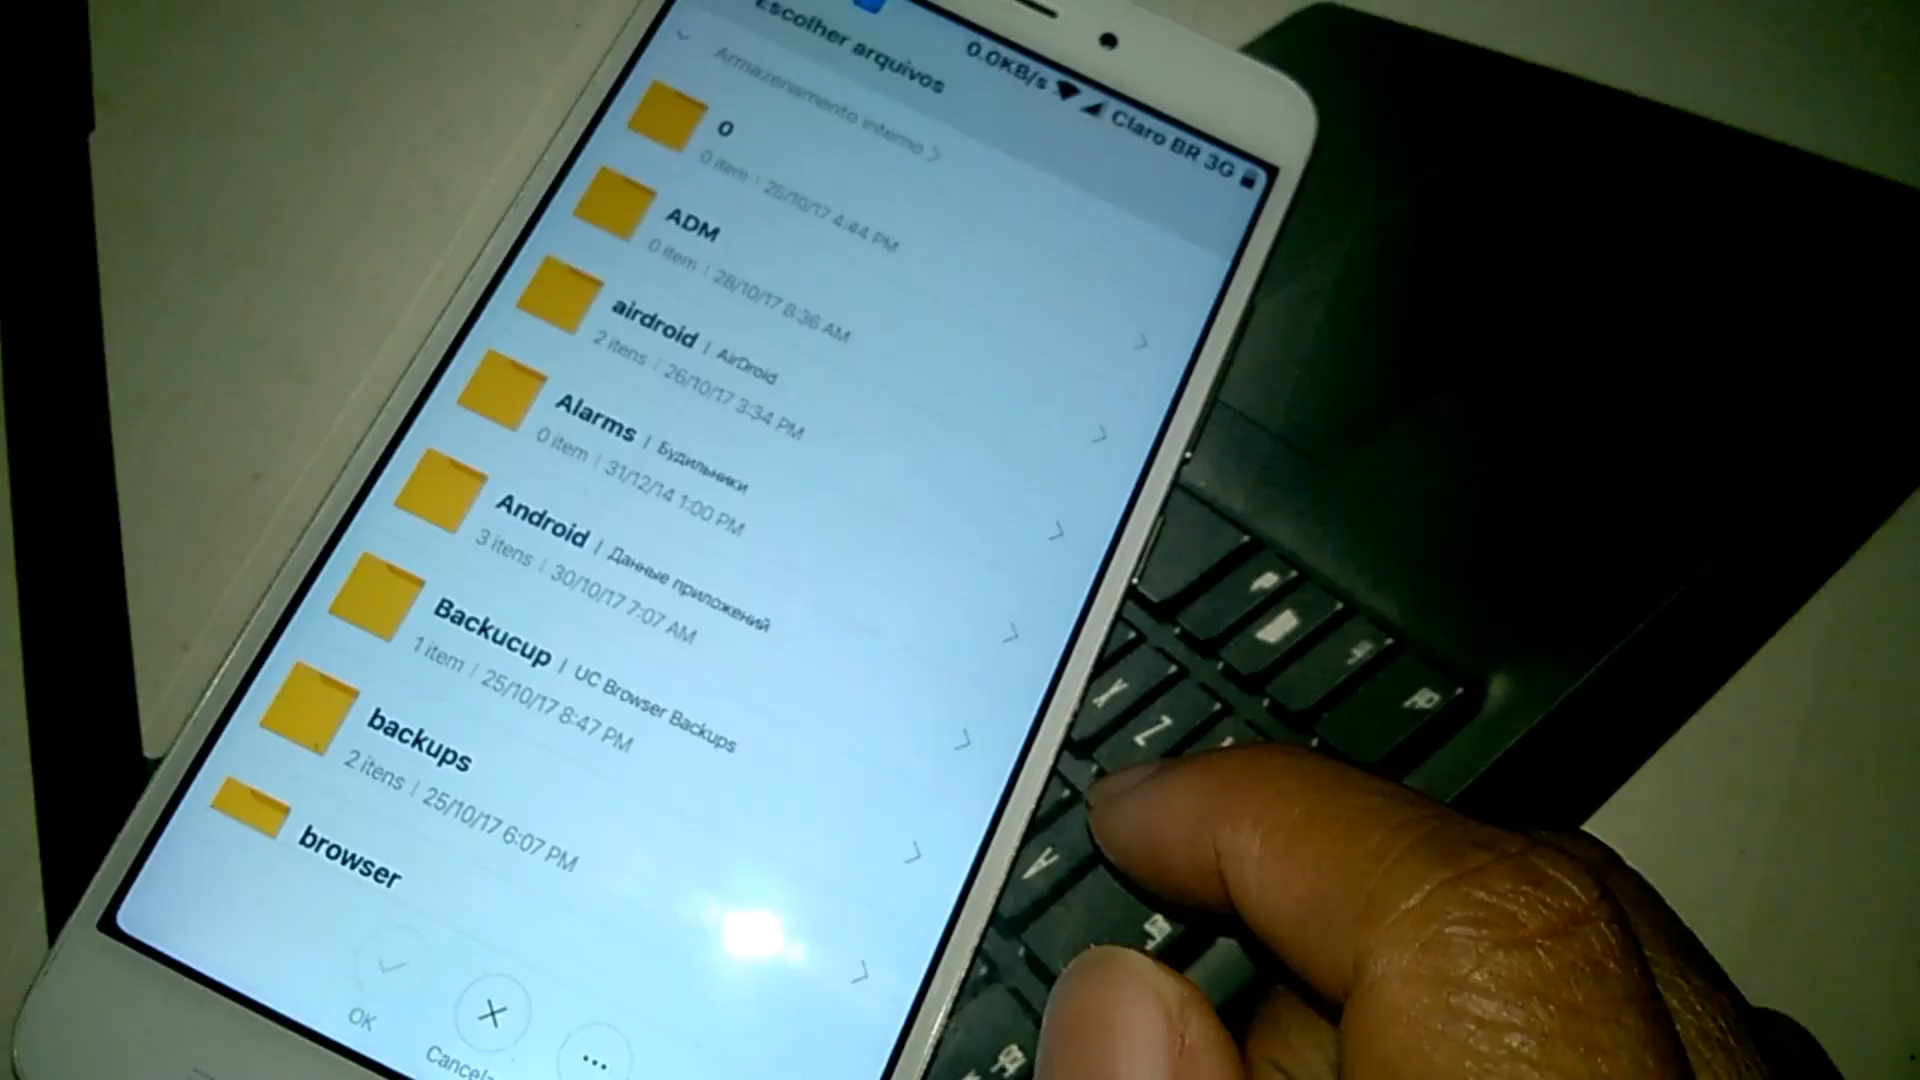 0.0KB/s Claro BR 3G
Escolher arquivos
Armazenamento interno >
0
0 item | 26/10/17 4:44 PM
ADM
0 item | 28/10/17 8:36 AM
airdroid | AirDroid
2 itens | 26/10/17 3:34 PM
Alarms | Будильники
0 item | 31/12/14 1:00 PM
Android | Данные приложений
3 itens | 30/10/17 7:07 AM
Backucup | UC Browser Backups
1 item | 25/10/17 8:47 PM
backups
2 itens | 25/10/17 6:07 PM
browser
OK
X
Z
A